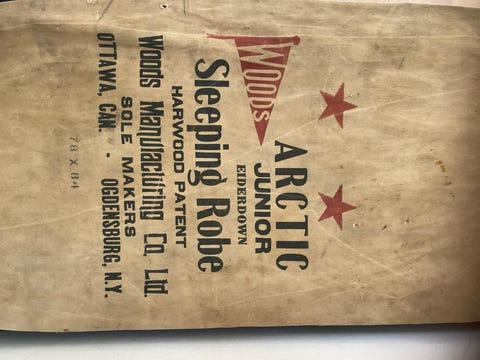 WOODS
ARCTIC
JUNIOR
EIDERDOWN
Sleeping Robe
HARWOOD PATENT
Woods Manufacturing Co., Ltd.
SOLE MAKERS
OTTAWA, CAN. - OGDENSBURG, N.Y.
78 X 84